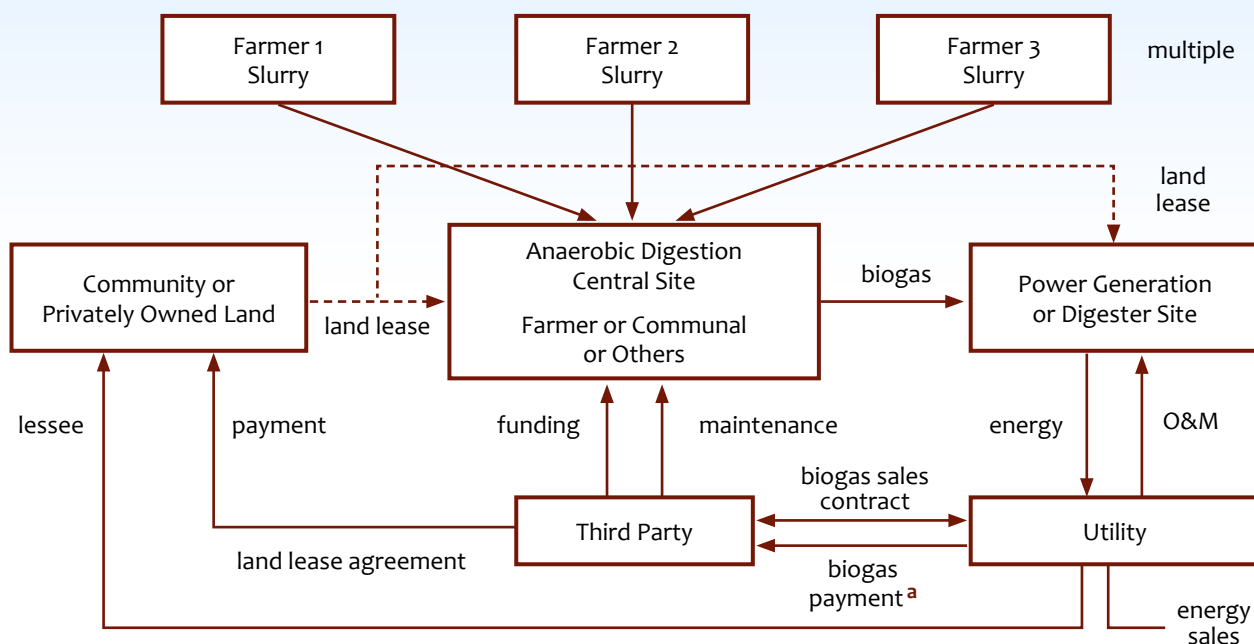 Farmer 1
Slurry
Farmer 2
Slurry
Farmer 3
Slurry
multiple
land
lease
Community or
Privately Owned Land
land lease
Anaerobic Digestion
Central Site
Farmer or Communal
or Others
biogas
Power Generation
or Digester Site
lessee
payment
funding
maintenance
energy
O&M
biogas sales
contract
Third Party
Utility
land lease agreement
biogas
payment a
energy
sales